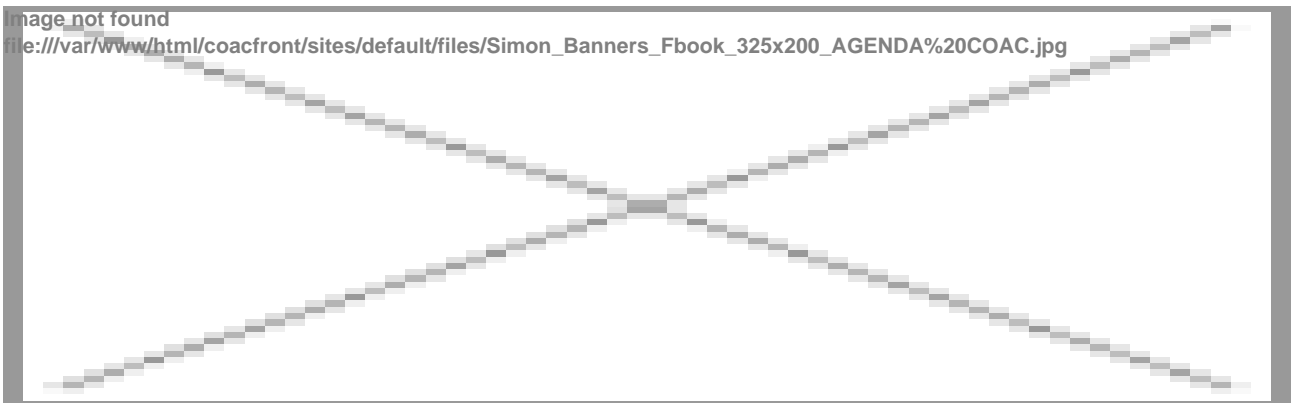 Image not found
file:///var/www/html/coacfront/sites/default/files/Simon_Banners_Fbook_325x200_AGENDA%20COAC.jpg